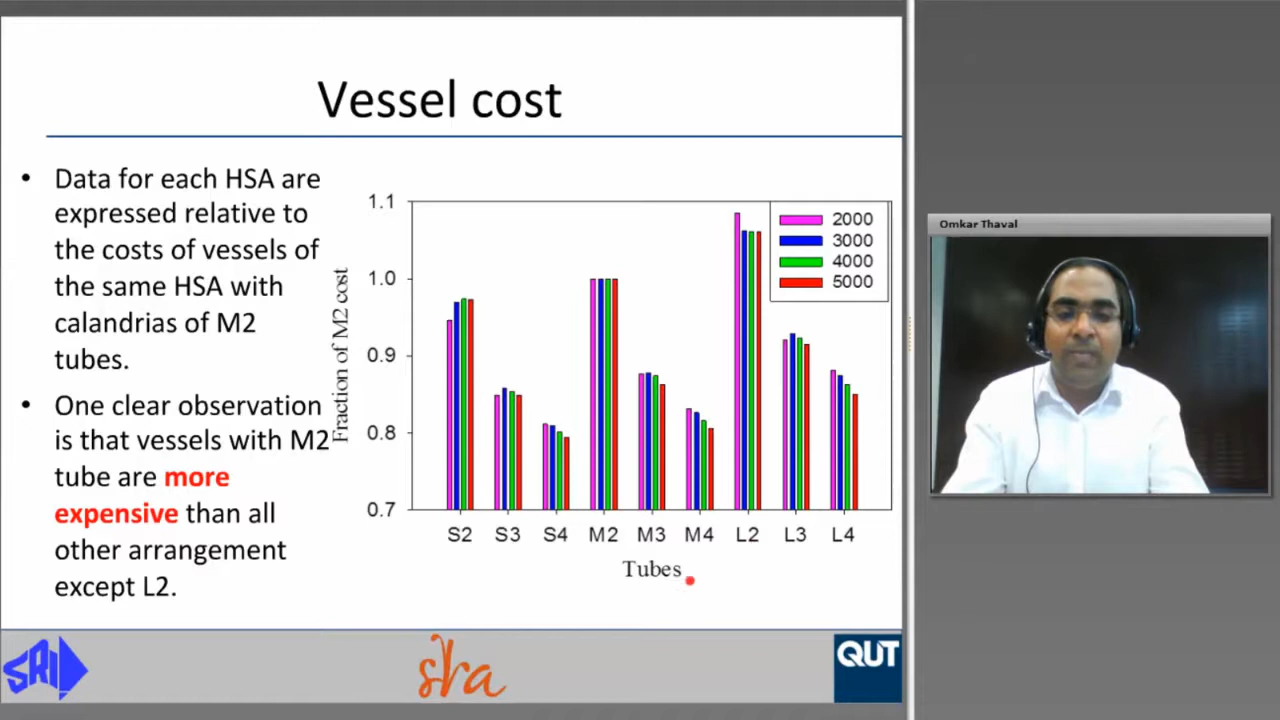 Vessel cost
• Data for each HSA are
expressed relative to
the costs of vessels of
the same HSA with
calandrias of M2
tubes.
• One clear observation
is that vessels with M2
tube are more
expensive than all
other arrangement
except L2.
Fraction of M2 cost
1.1
1.0
0.9
0.8
0.7
2000
3000
4000
5000
S2 S3 S4 M2 M3 M4 L2 L3 L4
Tubes
SRI
sra
QUT
Omkar Thaval